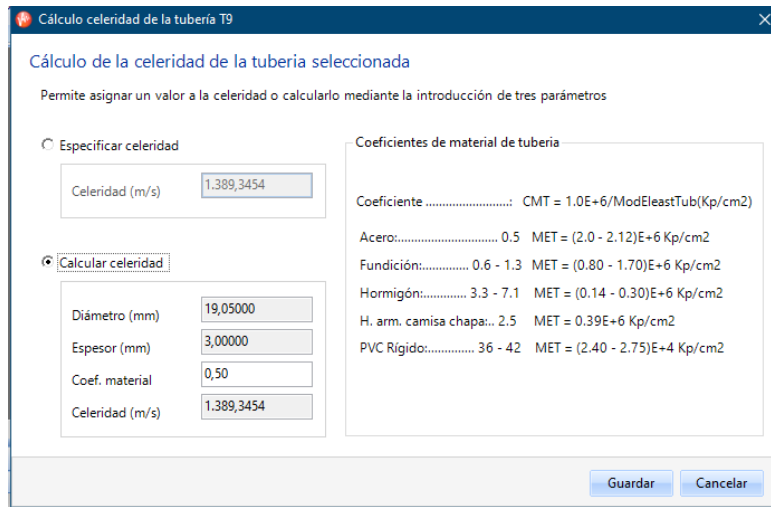 Cálculo celeridad de la tubería T9
Cálculo de la celeridad de la tuberia seleccionada
Permite asignar un valor a la celeridad o calcularlo mediante la introducción de tres parámetros
Especificar celeridad
Celeridad (m/s) 1.389,3454
Calcular celeridad
Diámetro (mm) 19,05000
Espesor (mm) 3,00000
Coef. material 0,50
Celeridad (m/s) 1.389,3454
Coeficientes de material de tuberia
Coeficiente .........................: CMT = 1.0E+6/ModEleastTub(Kp/cm2)
Acero:.............................. 0.5 MET = (2.0 - 2.12)E+6 Kp/cm2
Fundición:.............. 0.6 - 1.3 MET = (0.80 - 1.70)E+6 Kp/cm2
Hormigón:............. 3.3 - 7.1 MET = (0.14 - 0.30)E+6 Kp/cm2
H. arm. camisa chapa:.. 2.5 MET = 0.39E+6 Kp/cm2
PVC Rígido:.............. 36 - 42 MET = (2.40 - 2.75)E+4 Kp/cm2
Guardar Cancelar